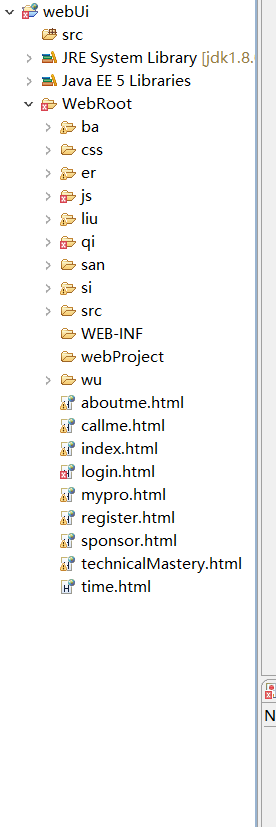 webUi
src
JRE System Library [jdk1.8.
Java EE 5 Libraries
WebRoot
ba
css
er
js
liu
qi
san
si
src
WEB-INF
webProject
wu
aboutme.html
callme.html
index.html
login.html
mypro.html
register.html
sponsor.html
technicalMastery.html
time.html
N